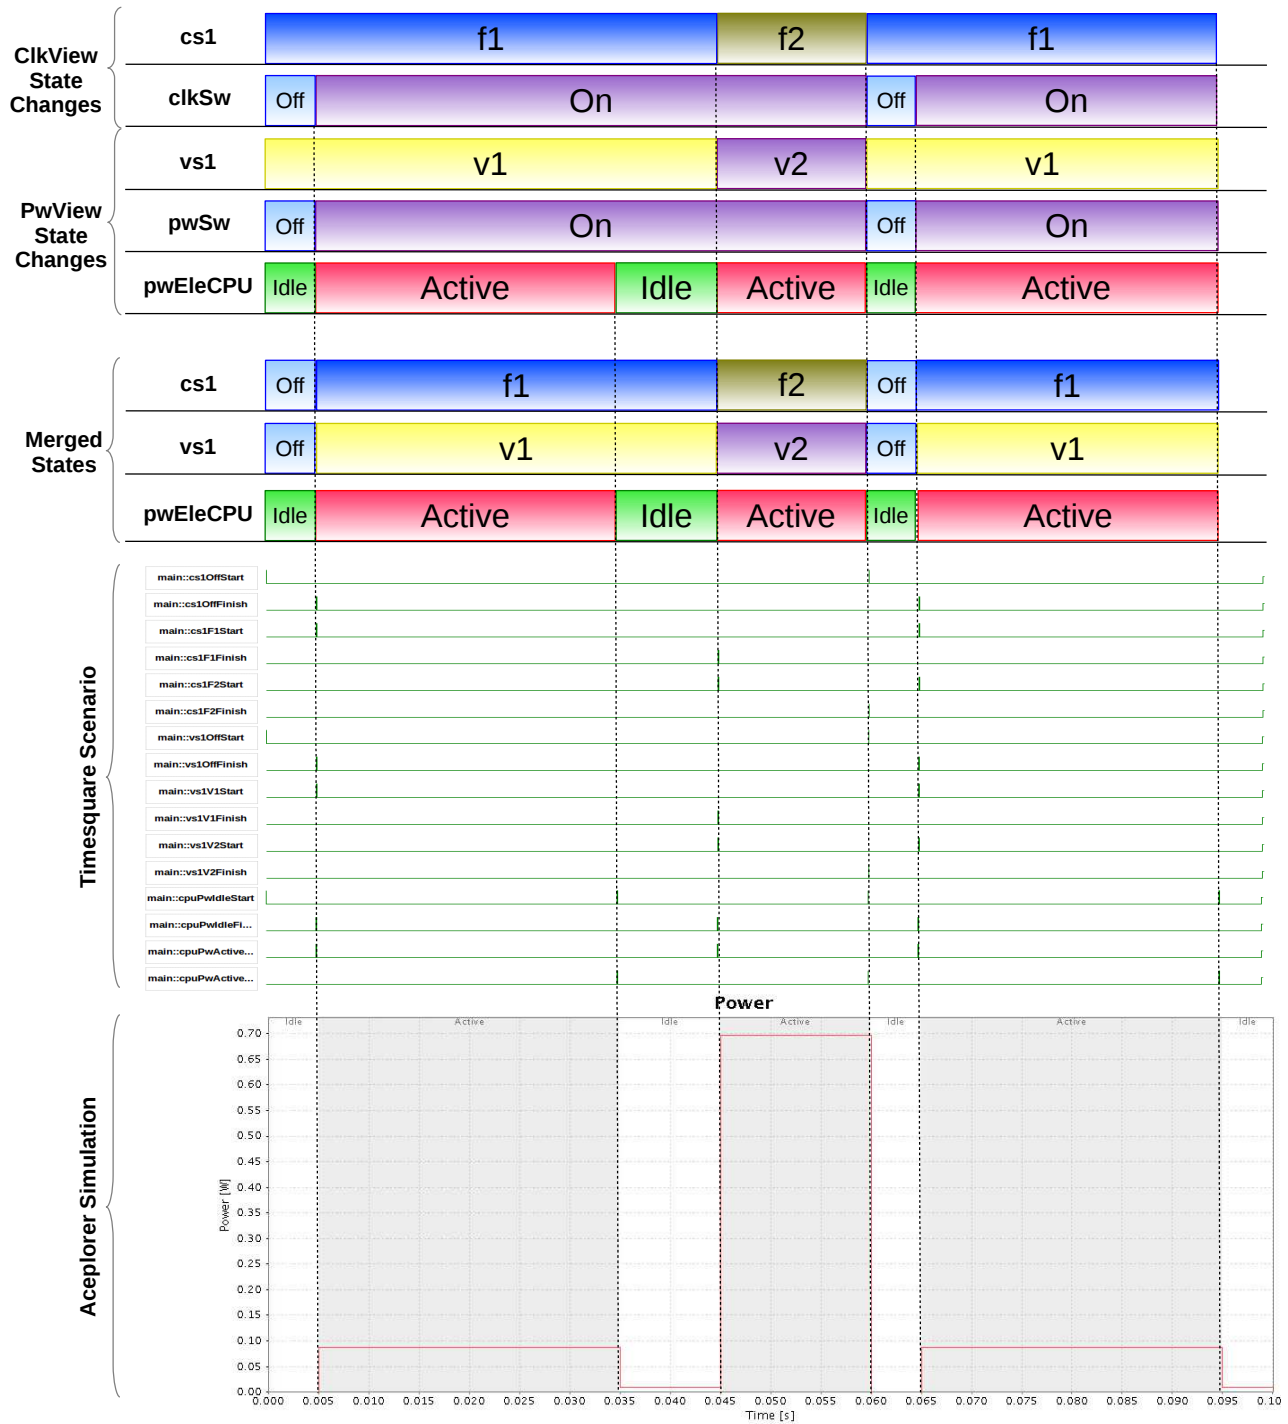 ClkView
State
Changes
cs1
f1
f2
f1
clkSw
Off
On
Off
On
PwView
State
Changes
vs1
v1
v2
v1
pwSw
Off
On
Off
On
pwEleCPU
Idle
Active
Idle
Active
Idle
Active
Merged
States
cs1
Off
f1
f2
Off
f1
vs1
Off
v1
v2
Off
v1
pwEleCPU
Idle
Active
Idle
Active
Idle
Active
Timesquare Scenario
main::cs1OffStart
main::cs1OffFinish
main::cs1F1Start
main::cs1F1Finish
main::cs1F2Start
main::cs1F2Finish
main::vs1OffStart
main::vs1OffFinish
main::vs1V1Start
main::vs1V1Finish
main::vs1V2Start
main::vs1V2Finish
main::cpuPwIdleStart
main::cpuPwIdleFi...
main::cpuPwActive...
main::cpuPwActive...
Aceplorer Simulation
Power
Idle
Active
Idle
Active
Idle
Active
Idle
Power [W]
0.70
0.65
0.60
0.55
0.50
0.45
0.40
0.35
0.30
0.25
0.20
0.15
0.10
0.05
0.00
0.000 0.005 0.010 0.015 0.020 0.025 0.030 0.035 0.040 0.045 0.050 0.055 0.060 0.065 0.070 0.075 0.080 0.085 0.090 0.095 0.10
Time [s]